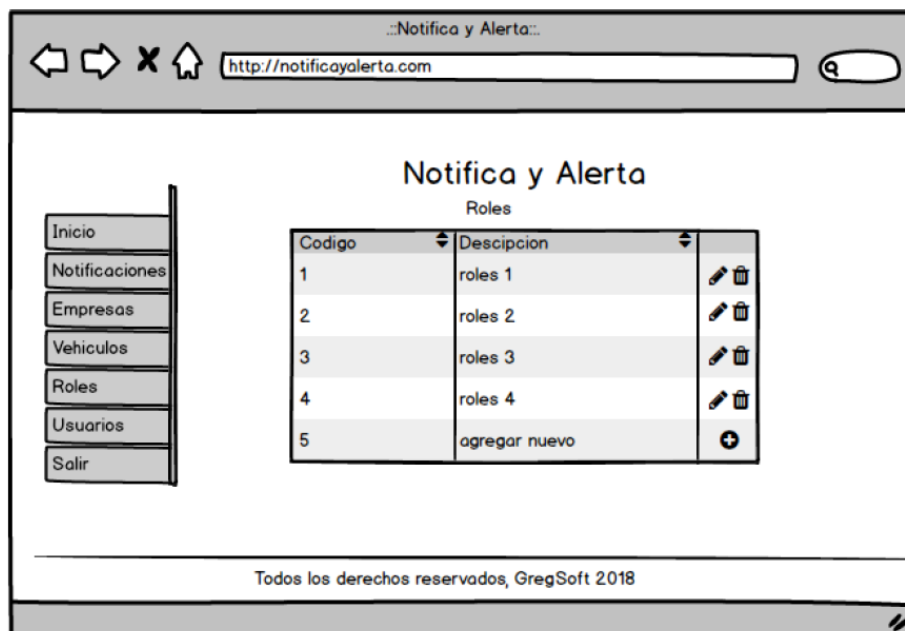 .::Notifica y Alerta::.
http://notificayalerta.com
Notifica y Alerta
Roles
Inicio
Notificaciones
Empresas
Vehiculos
Roles
Usuarios
Salir
Codigo Descipcion
1 roles 1
2 roles 2
3 roles 3
4 roles 4
5 agregar nuevo
Todos los derechos reservados, GregSoft 2018